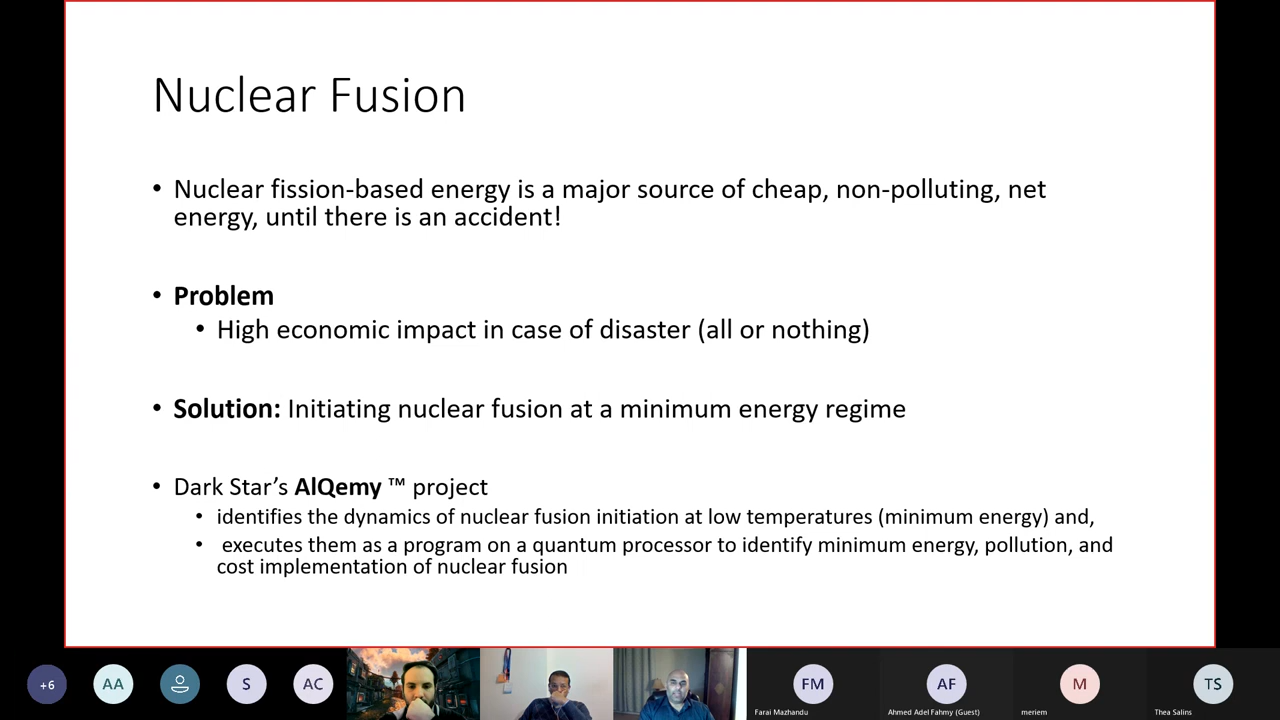 Nuclear Fusion
• Nuclear fission-based energy is a major source of cheap, non-polluting, net
energy, until there is an accident!
• Problem
• High economic impact in case of disaster (all or nothing)
• Solution: Initiating nuclear fusion at a minimum energy regime
• Dark Star’s AlQemy ™ project
• identifies the dynamics of nuclear fusion initiation at low temperatures (minimum energy) and,
• executes them as a program on a quantum processor to identify minimum energy, pollution, and
cost implementation of nuclear fusion
+6
AA
S
AC
FM
AF
M
TS
Farai Mazhandu
Ahmed Adel Fahmy (Guest)
meriem
Thea Salins